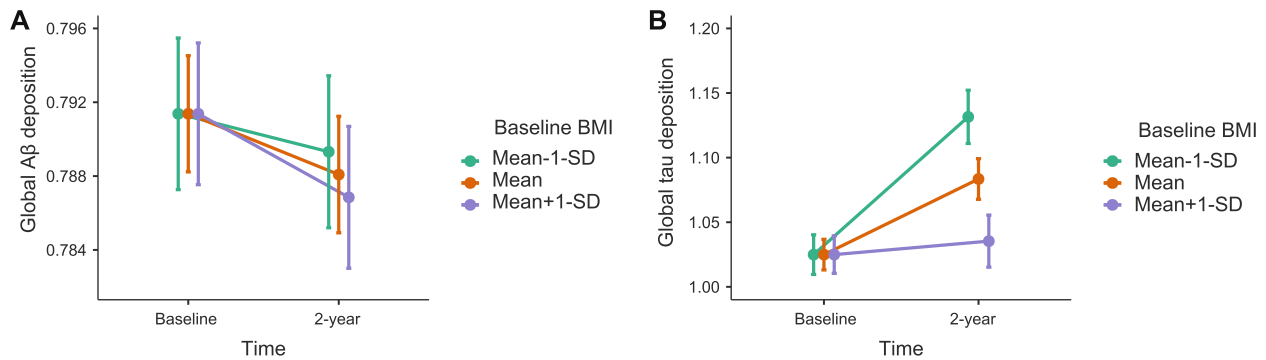 A
Global Aβ deposition
0.796
0.792
0.788
0.784
Baseline
2-year
Time
Baseline BMI
Mean-1-SD
Mean
Mean+1-SD
B
Global tau deposition
1.20
1.15
1.10
1.05
1.00
Baseline
2-year
Time
Baseline BMI
Mean-1-SD
Mean
Mean+1-SD